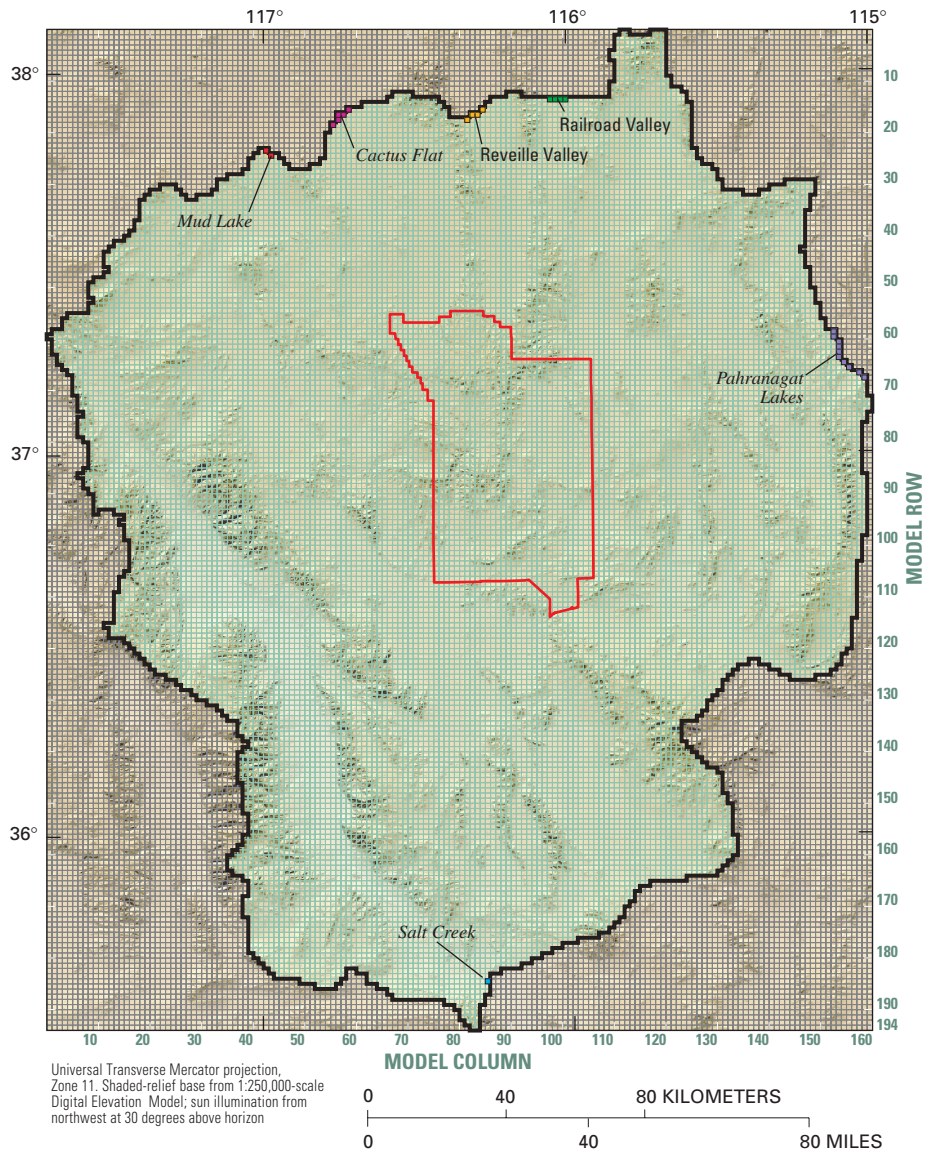 117°
116°
115°
38°
37°
36°
10
20
30
40
50
60
70
80
90
100
110
120
130
140
150
160
170
180
190
194
MODEL ROW
Railroad Valley
Cactus Flat
Reveille Valley
Mud Lake
Pahranagat
Lakes
Salt Creek
10 20 30 40 50 60 70 80 90 100 110 120 130 140 150 160
MODEL COLUMN
Universal Transverse Mercator projection,
Zone 11. Shaded-relief base from 1:250,000-scale
Digital Elevation Model; sun illumination from
northwest at 30 degrees above horizon
0 40 80 KILOMETERS
0 40 80 MILES